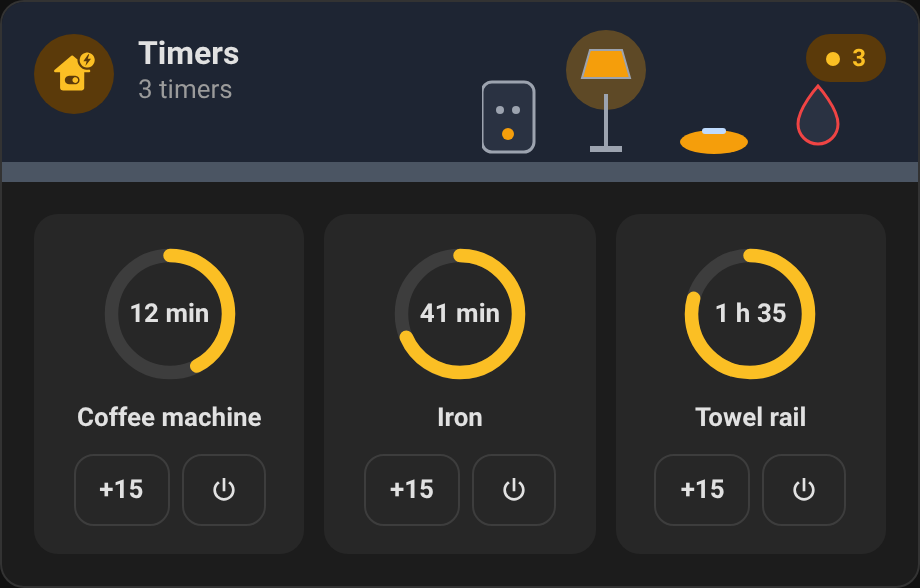 Timers
3 timers
3
12 min
41 min
1 h 35
Coffee machine
Iron
Towel rail
+15
+15
+15